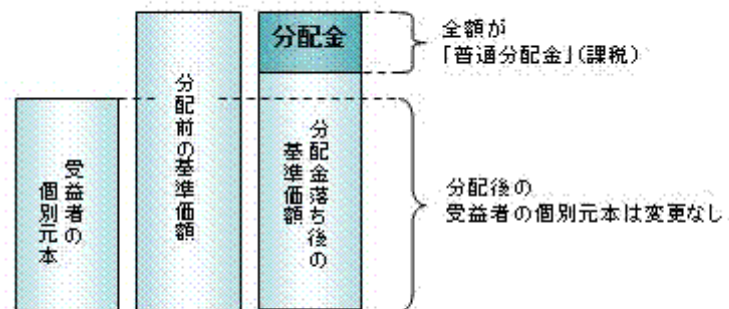 受益者の
個別元本
分配前の基準価額
分配金
分配金落ち後の
基準価額
全額が
「普通分配金」(課税)
分配後の
受益者の個別元本は変更なし